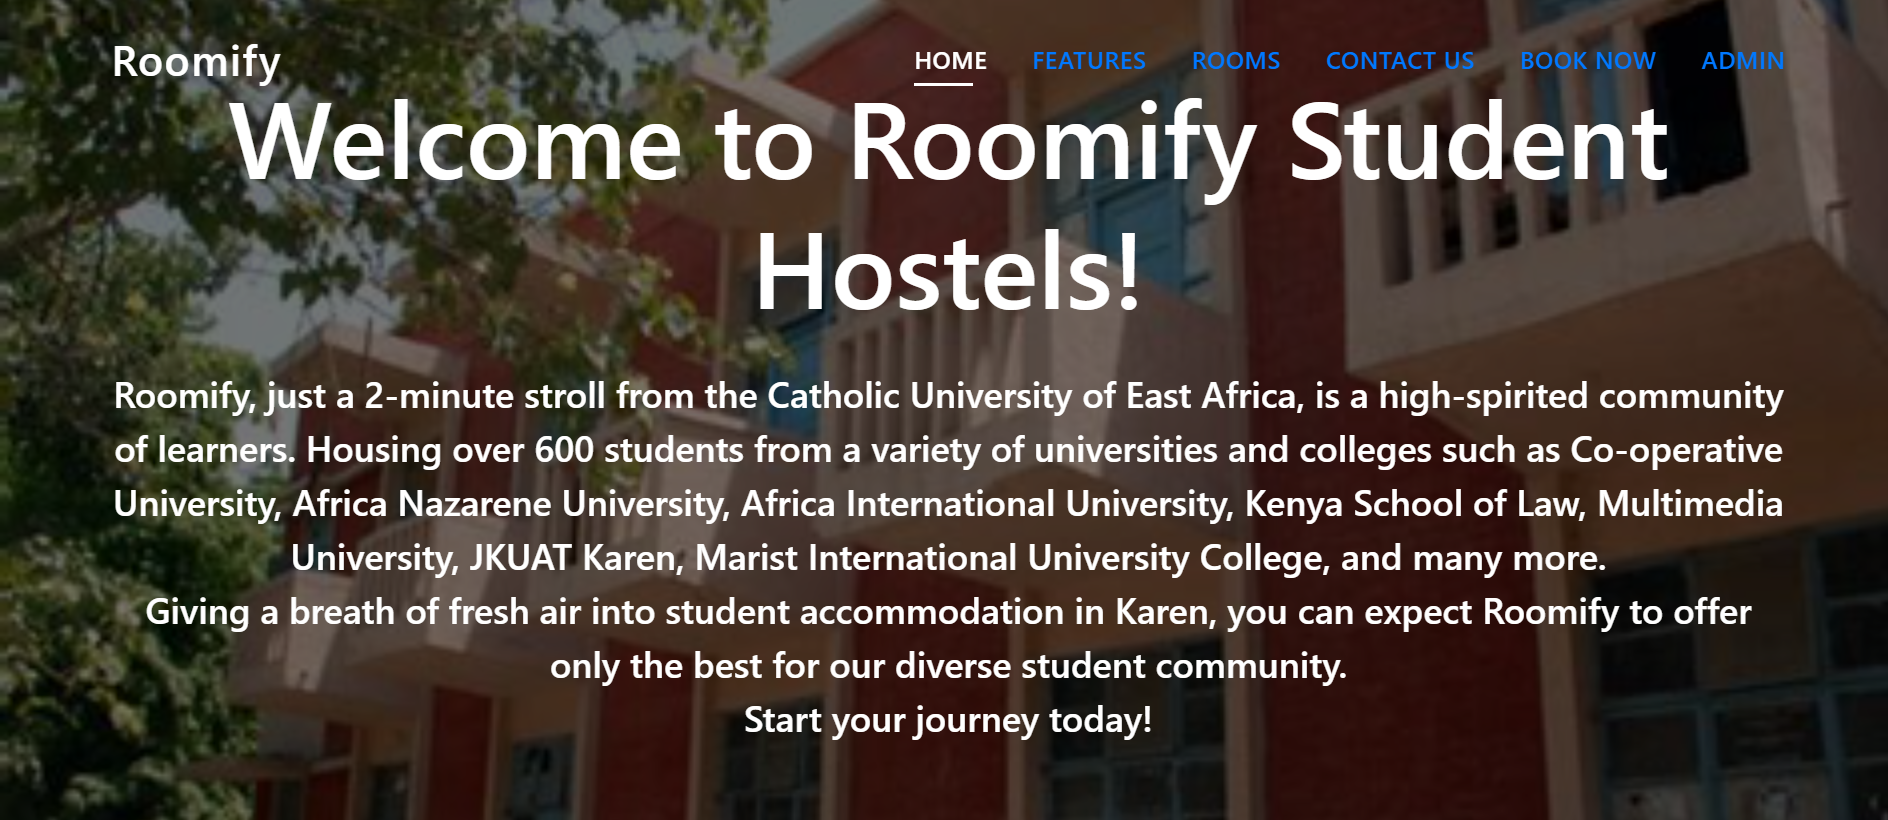 Roomify
HOME FEATURES ROOMS CONTACT US BOOK NOW ADMIN
Welcome to Roomify Student
Hostels!
Roomify, just a 2-minute stroll from the Catholic University of East Africa, is a high-spirited community
of learners. Housing over 600 students from a variety of universities and colleges such as Co-operative
University, Africa Nazarene University, Africa International University, Kenya School of Law, Multimedia
University, JKUAT Karen, Marist International University College, and many more.
Giving a breath of fresh air into student accommodation in Karen, you can expect Roomify to offer
only the best for our diverse student community.
Start your journey today!